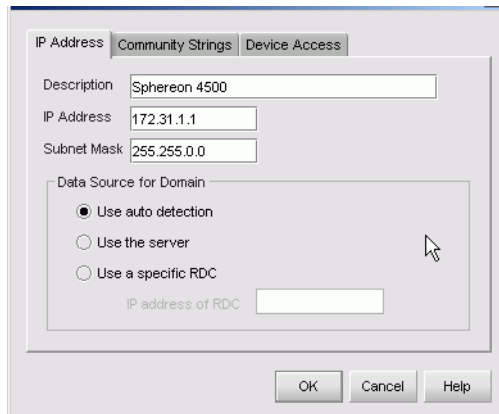 IP Address Community Strings Device Access
Description Sphereon 4500
IP Address 172.31.1.1
Subnet Mask 255.255.0.0
Data Source for Domain
Use auto detection
Use the server
Use a specific RDC
IP address of RDC
OK Cancel Help